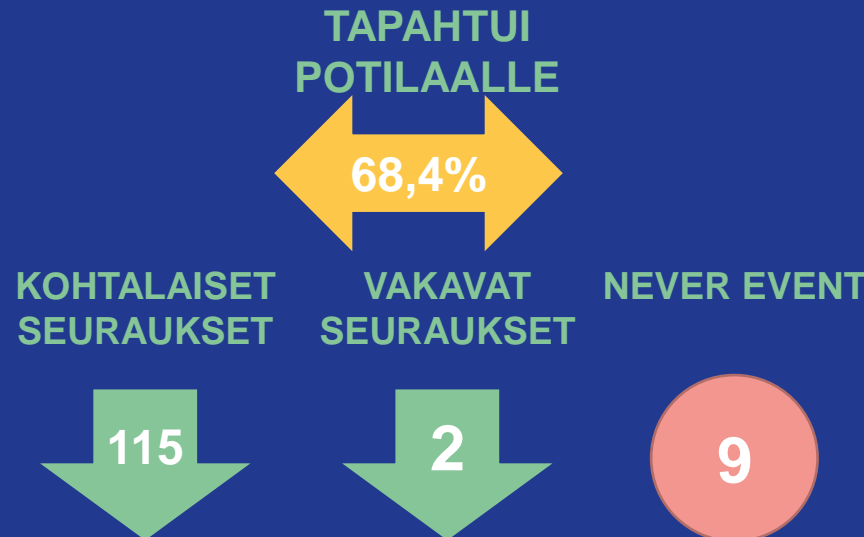 TAPAHTUI
POTILAALLE
68,4%
KOHTALAISET
SEURAUKSET
VAKAVAT
SEURAUKSET
NEVER EVENT
115
2
9